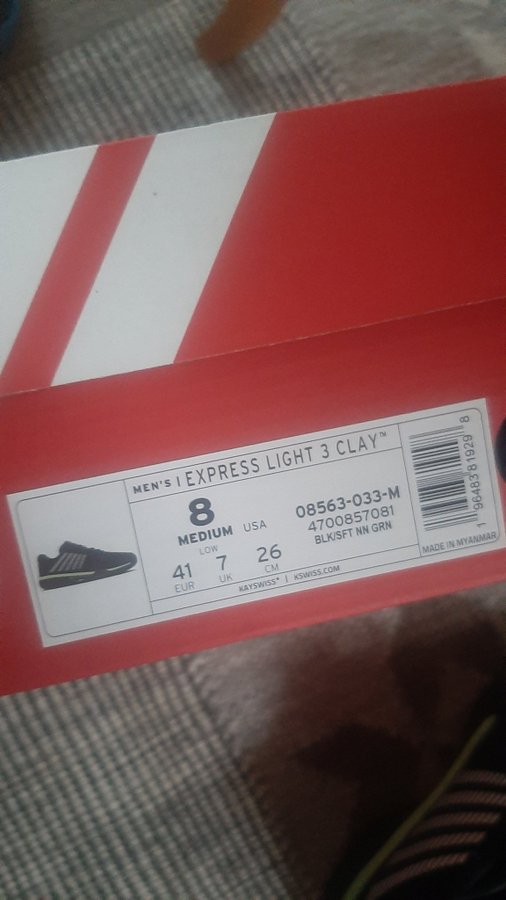 MEN'S | EXPRESS LIGHT 3 CLAY™
8
MEDIUM USA
LOW
41 7 26
EUR UK CM
08563-033-M
4700857081
BLK/SFT NN GRN
KAYSWISS® | KSWISS.COM
1 96483 81929 8
MADE IN MYANMAR